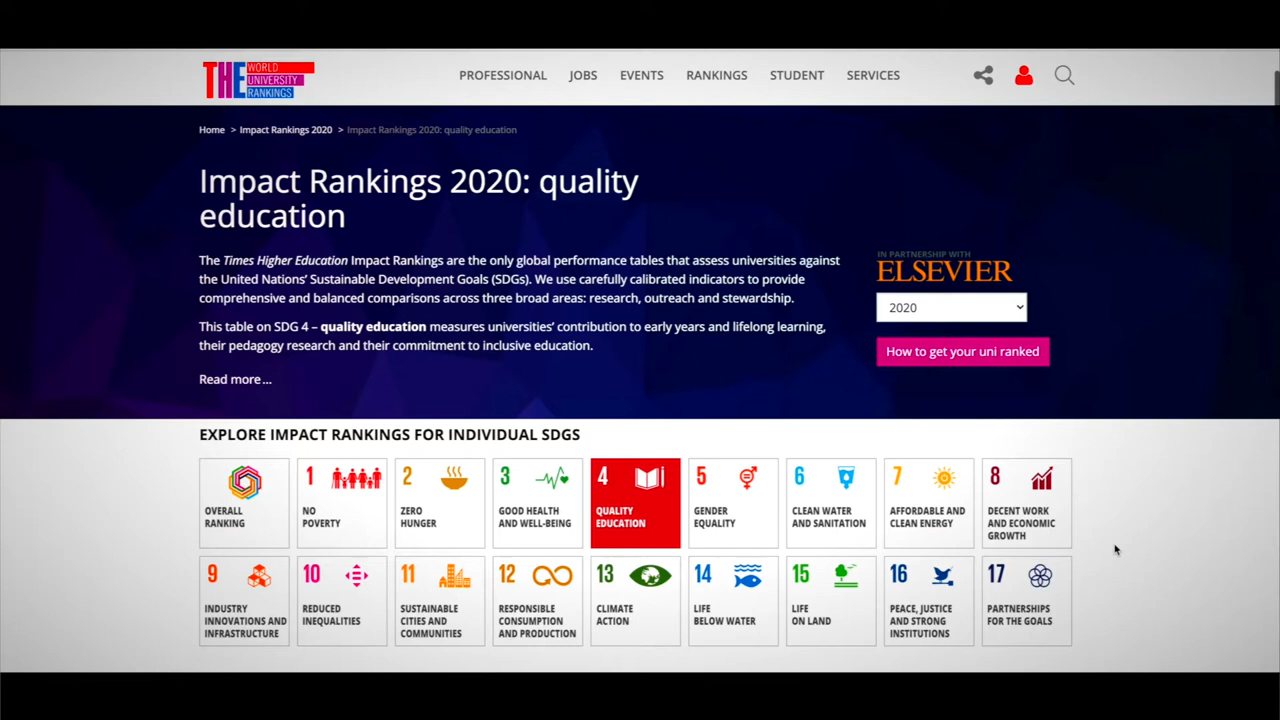 THE WORLD
UNIVERSITY
RANKINGS
PROFESSIONAL JOBS EVENTS RANKINGS STUDENT SERVICES
Home > Impact Rankings 2020 > Impact Rankings 2020: quality education
Impact Rankings 2020: quality
education
The Times Higher Education Impact Rankings are the only global performance tables that assess universities against
the United Nations’ Sustainable Development Goals (SDGs). We use carefully calibrated indicators to provide
comprehensive and balanced comparisons across three broad areas: research, outreach and stewardship.
This table on SDG 4 – quality education measures universities’ contribution to early years and lifelong learning,
their pedagogy research and their commitment to inclusive education.
Read more ...
IN PARTNERSHIP WITH
ELSEVIER
2020
How to get your uni ranked
EXPLORE IMPACT RANKINGS FOR INDIVIDUAL SDGS
OVERALL
RANKING
1
NO
POVERTY
2
ZERO
HUNGER
3
GOOD HEALTH
AND WELL-BEING
4
QUALITY
EDUCATION
5
GENDER
EQUALITY
6
CLEAN WATER
AND SANITATION
7
AFFORDABLE AND
CLEAN ENERGY
8
DECENT WORK
AND ECONOMIC
GROWTH
9
INDUSTRY
INNOVATIONS AND
INFRASTRUCTURE
10
REDUCED
INEQUALITIES
11
SUSTAINABLE
CITIES AND
COMMUNITIES
12
RESPONSIBLE
CONSUMPTION
AND PRODUCTION
13
CLIMATE
ACTION
14
LIFE
BELOW WATER
15
LIFE
ON LAND
16
PEACE, JUSTICE
AND STRONG
INSTITUTIONS
17
PARTNERSHIPS
FOR THE GOALS